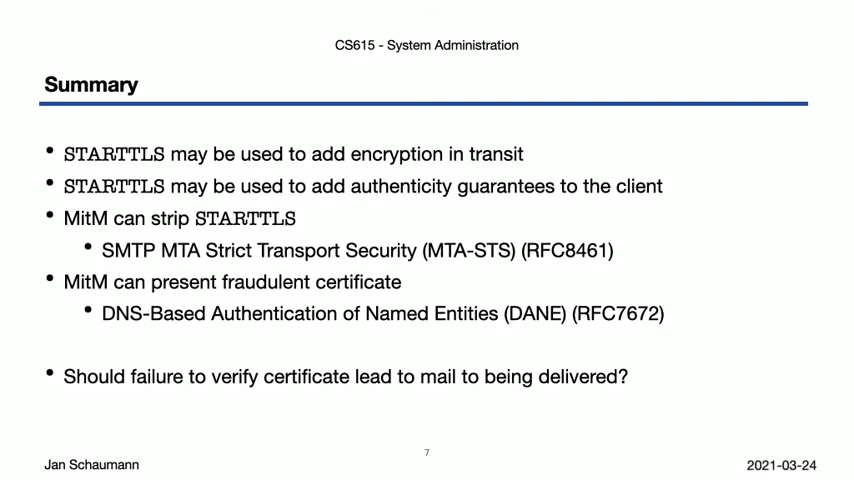 CS615 - System Administration
Summary
• STARTTLS may be used to add encryption in transit
• STARTTLS may be used to add authenticity guarantees to the client
• MitM can strip STARTTLS
• SMTP MTA Strict Transport Security (MTA-STS) (RFC8461)
• MitM can present fraudulent certificate
• DNS-Based Authentication of Named Entities (DANE) (RFC7672)
• Should failure to verify certificate lead to mail to being delivered?
Jan Schaumann
7
2021-03-24